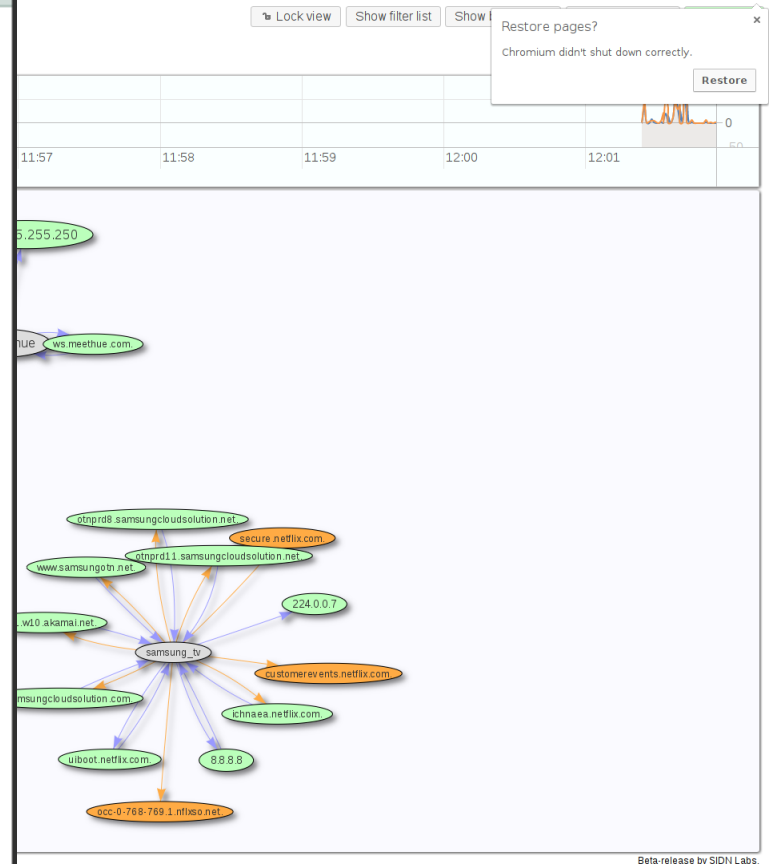 Lock view
Show filter list
Show
Restore pages?
Chromium didn't shut down correctly.
Restore
0
50
11:57
11:58
11:59
12:00
12:01
5.255.250
hue
ws.meethue.com.
otnprd8.samsungcloudsolution.net.
secure.netflix.com.
otnprd11.samsungcloudsolution.net.
www.samsungotn.net.
224.0.0.7
.w10.akamai.net.
samsung_tv
customerevents.netflix.com.
msungcloudsolution.com.
ichnaea.netflix.com.
uiboot.netflix.com.
8.8.8.8
occ-0-768-769.1.nflxso.net.
Beta-release by SIDN Labs.